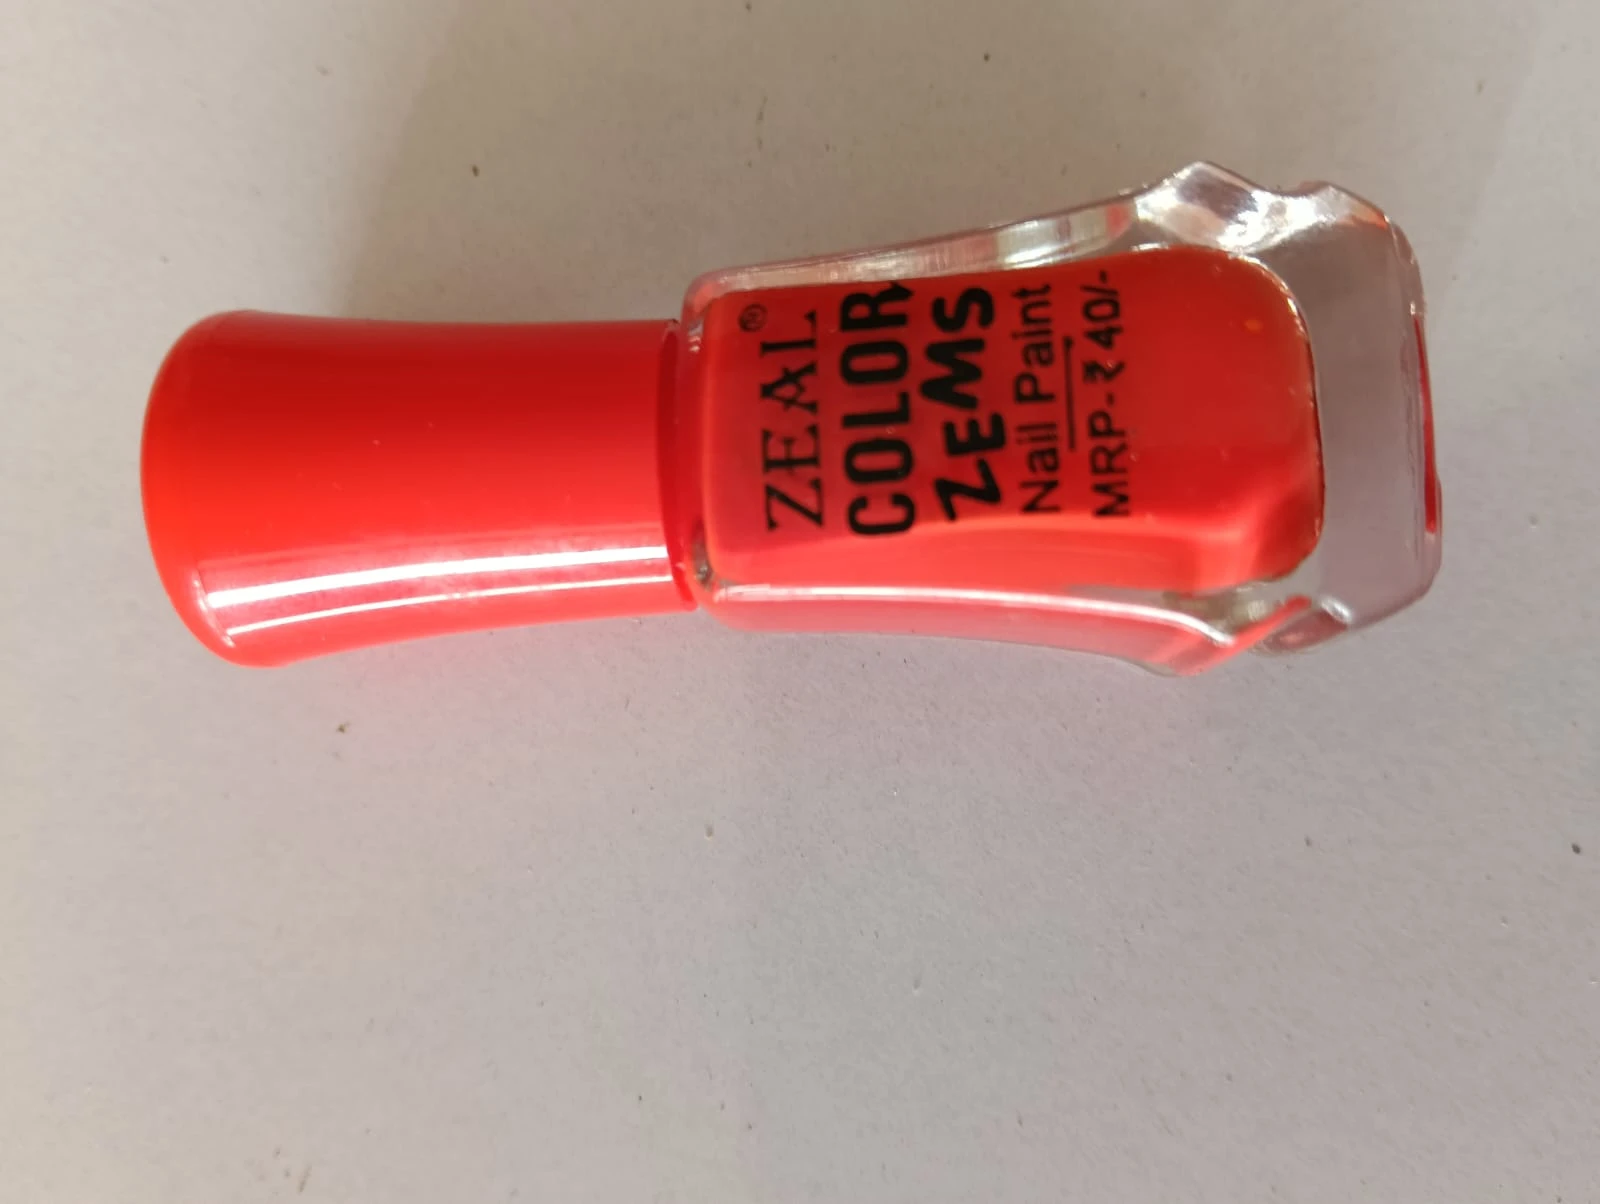 ZEAL®
COLOR
ZEMS
Nail Paint
MRP-₹ 40/-